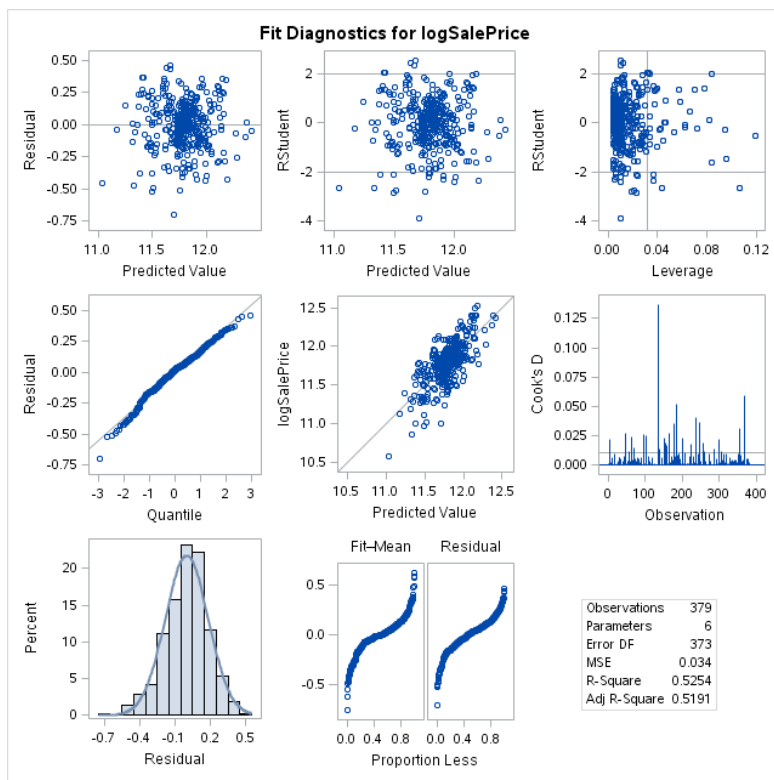 Fit Diagnostics for logSalePrice
Residual
0.50
0.25
0.00
-0.25
-0.50
-0.75
11.0 11.5 12.0
Predicted Value
RStudent
2
0
-2
-4
11.0 11.5 12.0
Predicted Value
RStudent
2
0
-2
-4
0.00 0.04 0.08 0.12
Leverage
Residual
0.50
0.25
0.00
-0.25
-0.50
-0.75
-3 -2 -1 0 1 2 3
Quantile
logSalePrice
12.5
12.0
11.5
11.0
10.5
10.5 11.0 11.5 12.0 12.5
Predicted Value
Cook's D
0.125
0.100
0.075
0.050
0.025
0.000
0 100 200 300 400
Observation
Percent
20
15
10
5
0
-0.7 -0.4 -0.1 0.2 0.5
Residual
Fit–Mean Residual
0.5
0.0
-0.5
0.0 0.4 0.8 0.0 0.4 0.8
Proportion Less
Observations 379
Parameters 6
Error DF 373
MSE 0.034
R-Square 0.5254
Adj R-Square 0.5191